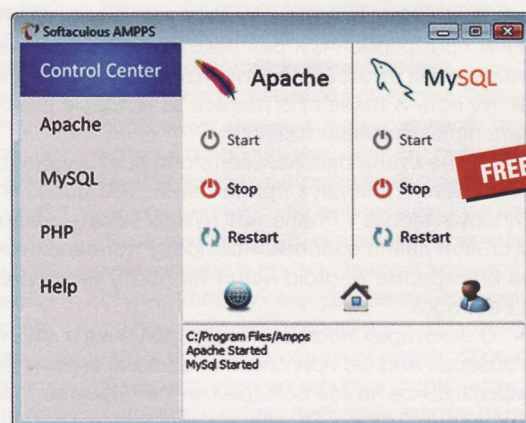 Softaculous AMPPS
Control Center
Apache
MySQL
PHP
Help
Apache
Start
Stop
Restart
MySQL
Start
Stop
Restart
FREE
C:/Program Files/Ampps
Apache Started
MySql Started